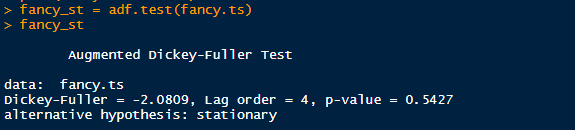 > fancy_st = adf.test(fancy.ts)
> fancy_st
Augmented Dickey-Fuller Test
data:  fancy.ts
Dickey-Fuller = -2.0809, Lag order = 4, p-value = 0.5427
alternative hypothesis: stationary